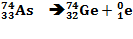 ⁷⁴₃₃As ➔ ⁷⁴₃₂Ge + ⁰₁e